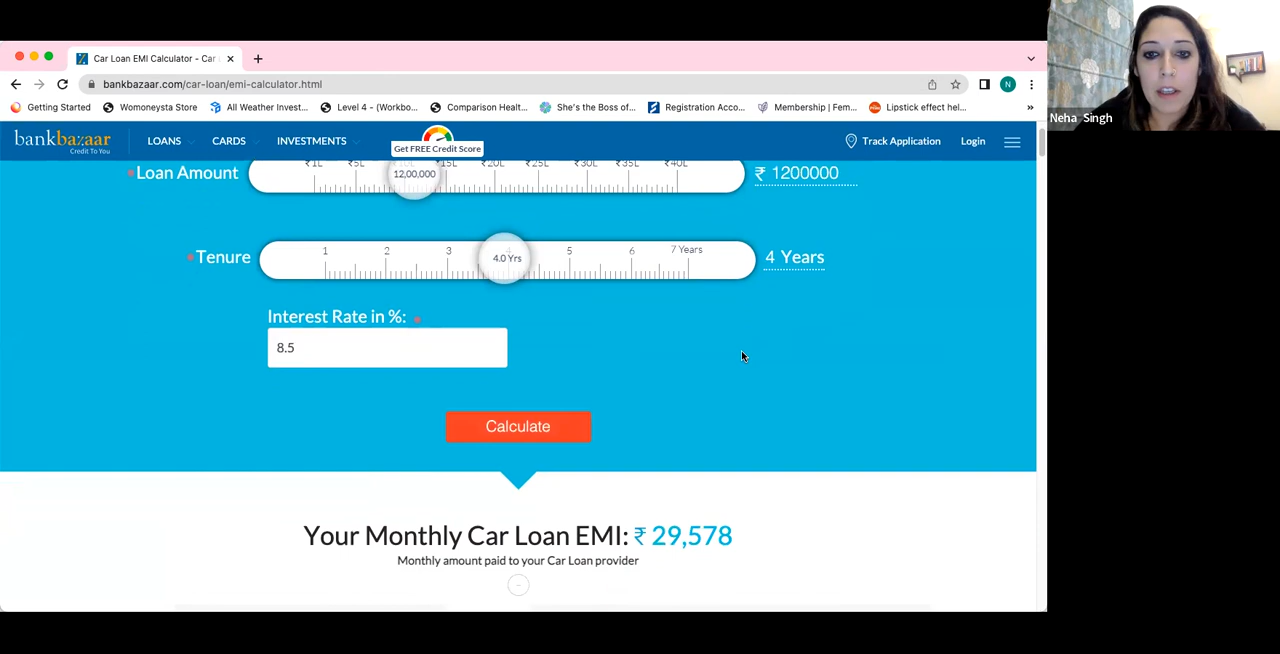 Car Loan EMI Calculator - Car
bankbazaar.com/car-loan/emi-calculator.html
N
Getting Started
Womoneysta Store
All Weather Invest...
Level 4 - (Workbo...
Comparison Healt...
She's the Boss of...
Registration Acco...
Membership | Fem...
Lipstick effect hel...
»
bankbazaar
Credit To You
LOANS
CARDS
INVESTMENTS
Get FREE Credit Score
Track Application
Login
Neha Singh
*Loan Amount
₹1L ₹5L ₹15L ₹20L ₹25L ₹30L ₹35L ₹40L
12,00,000
₹ 1200000
*Tenure
1 2 3 5 6 7 Years
4.0 Yrs
4 Years
Interest Rate in %: *
8.5
Calculate
Your Monthly Car Loan EMI: ₹ 29,578
Monthly amount paid to your Car Loan provider